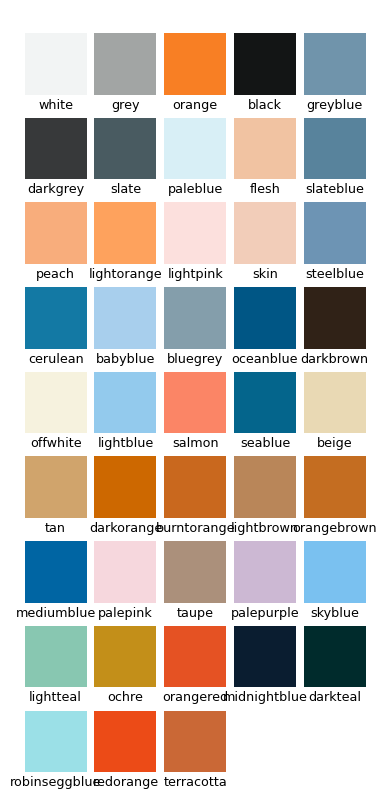 white grey orange black greyblue
darkgrey slate paleblue flesh slateblue
peach lightorange lightpink skin steelblue
cerulean babyblue bluegrey oceanblue darkbrown
offwhite lightblue salmon seablue beige
tan darkorange burntorange lightbrown orangebrown
mediumblue palepink taupe palepurple skyblue
lightteal ochre orangered midnightblue darkteal
robinseggblue redorange terracotta